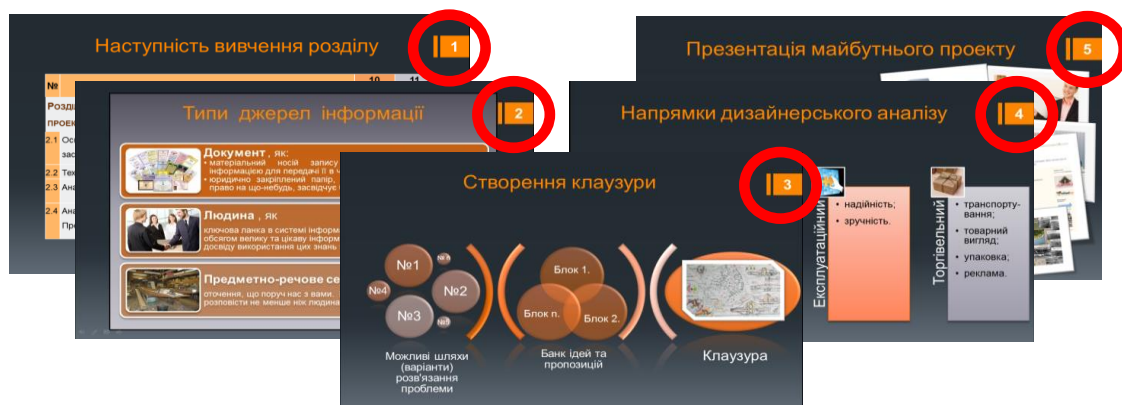 Наступність вивчення розділу
1
№
10
11
Розді
ПРОЕК
2.1 Ос
зас
2.2 Тех
2.3 Ана
2.4 Ана
Пр
Типи джерел інформації
2
Документ, як:
• матеріальний носій запису
інформацією для передачі її в ч
• юридично закріплений папір,
право на що-небудь, засвідчує
Людина, як
ключова ланка в системі інформ
обсягом велику та цікаву інформ
досвіду використання цих знань
Предметно-речове се
оточення, що поруч нас з вами.
розповісти не менше ніж людина
Створення клаузури
3
№1
№2
№3
№4
№5
Блок 1.
Блок n.
Блок 2.
Можливі шляхи
(варіанти)
розв'язання
проблеми
Банк ідей та
пропозицій
Клаузура
Напрямки дизайнерського аналізу
4
Експлуатаційний
• надійність;
• зручність.
Торгівельний
• транспорту-
вання;
• товарний
вигляд;
• упаковка;
• реклама.
Презентація майбутнього проекту
5